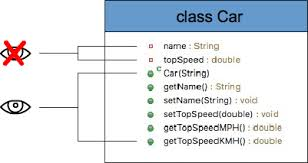 class Car
name : String
topSpeed : double
C Car(String)
getName() : String
setName(String) : void
setTopSpeed(double) : void
getTopSpeedMPH() : double
getTopSpeedKMH() : double